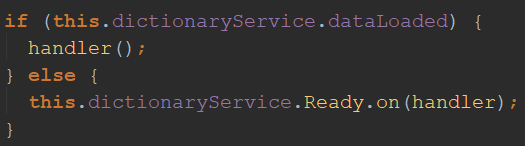 if (this.dictionaryService.dataLoaded) {
  handler();
} else {
  this.dictionaryService.Ready.on(handler);
}